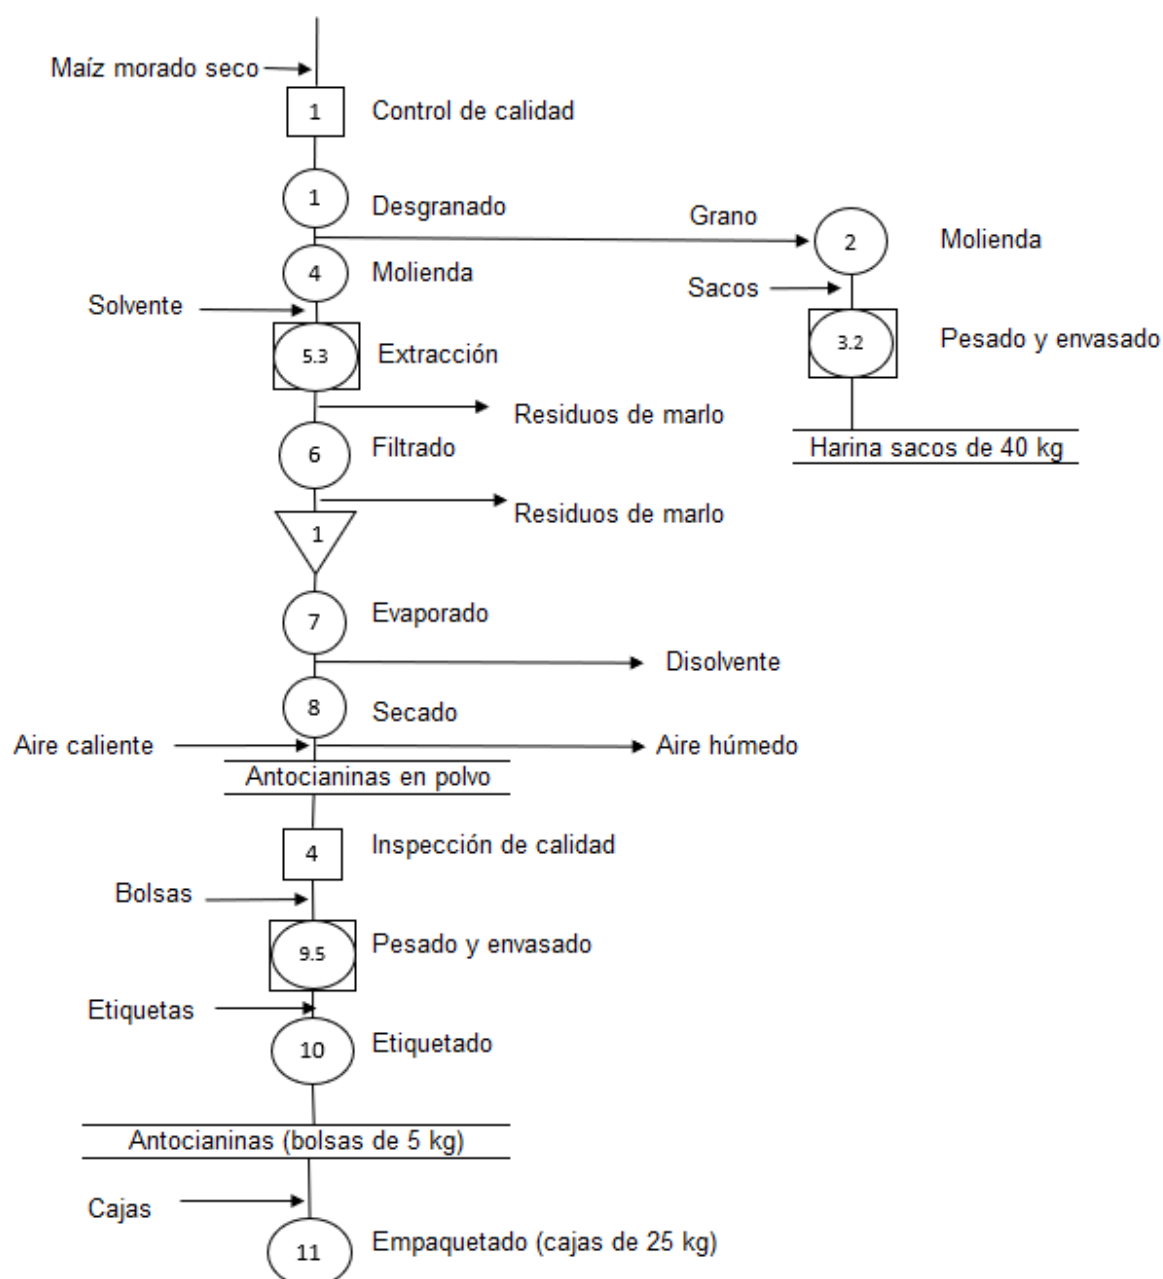 Maíz morado seco
1
Control de calidad
1
Desgranado
Grano
2
Molienda
4
Molienda
Sacos
Solvente
5.3
Extracción
3.2
Pesado y envasado
Residuos de marlo
6
Filtrado
Harina sacos de 40 kg
Residuos de marlo
1
7
Evaporado
Disolvente
8
Secado
Aire caliente
Aire húmedo
Antocianinas en polvo
4
Inspección de calidad
Bolsas
9.5
Pesado y envasado
Etiquetas
10
Etiquetado
Antocianinas (bolsas de 5 kg)
Cajas
11
Empaquetado (cajas de 25 kg)